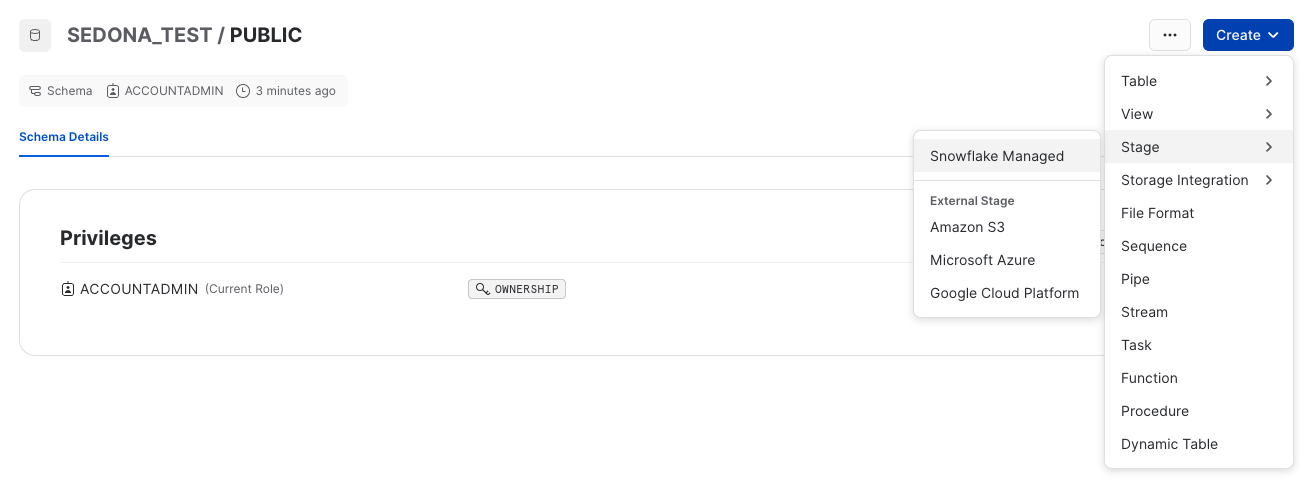 SEDONA_TEST / PUBLIC
...
Create
Schema ACCOUNTADMIN 3 minutes ago
Schema Details
Privileges
ACCOUNTADMIN (Current Role) OWNERSHIP
Table
View
Stage
Storage Integration
File Format
Sequence
Pipe
Stream
Task
Function
Procedure
Dynamic Table
Snowflake Managed
External Stage
Amazon S3
Microsoft Azure
Google Cloud Platform